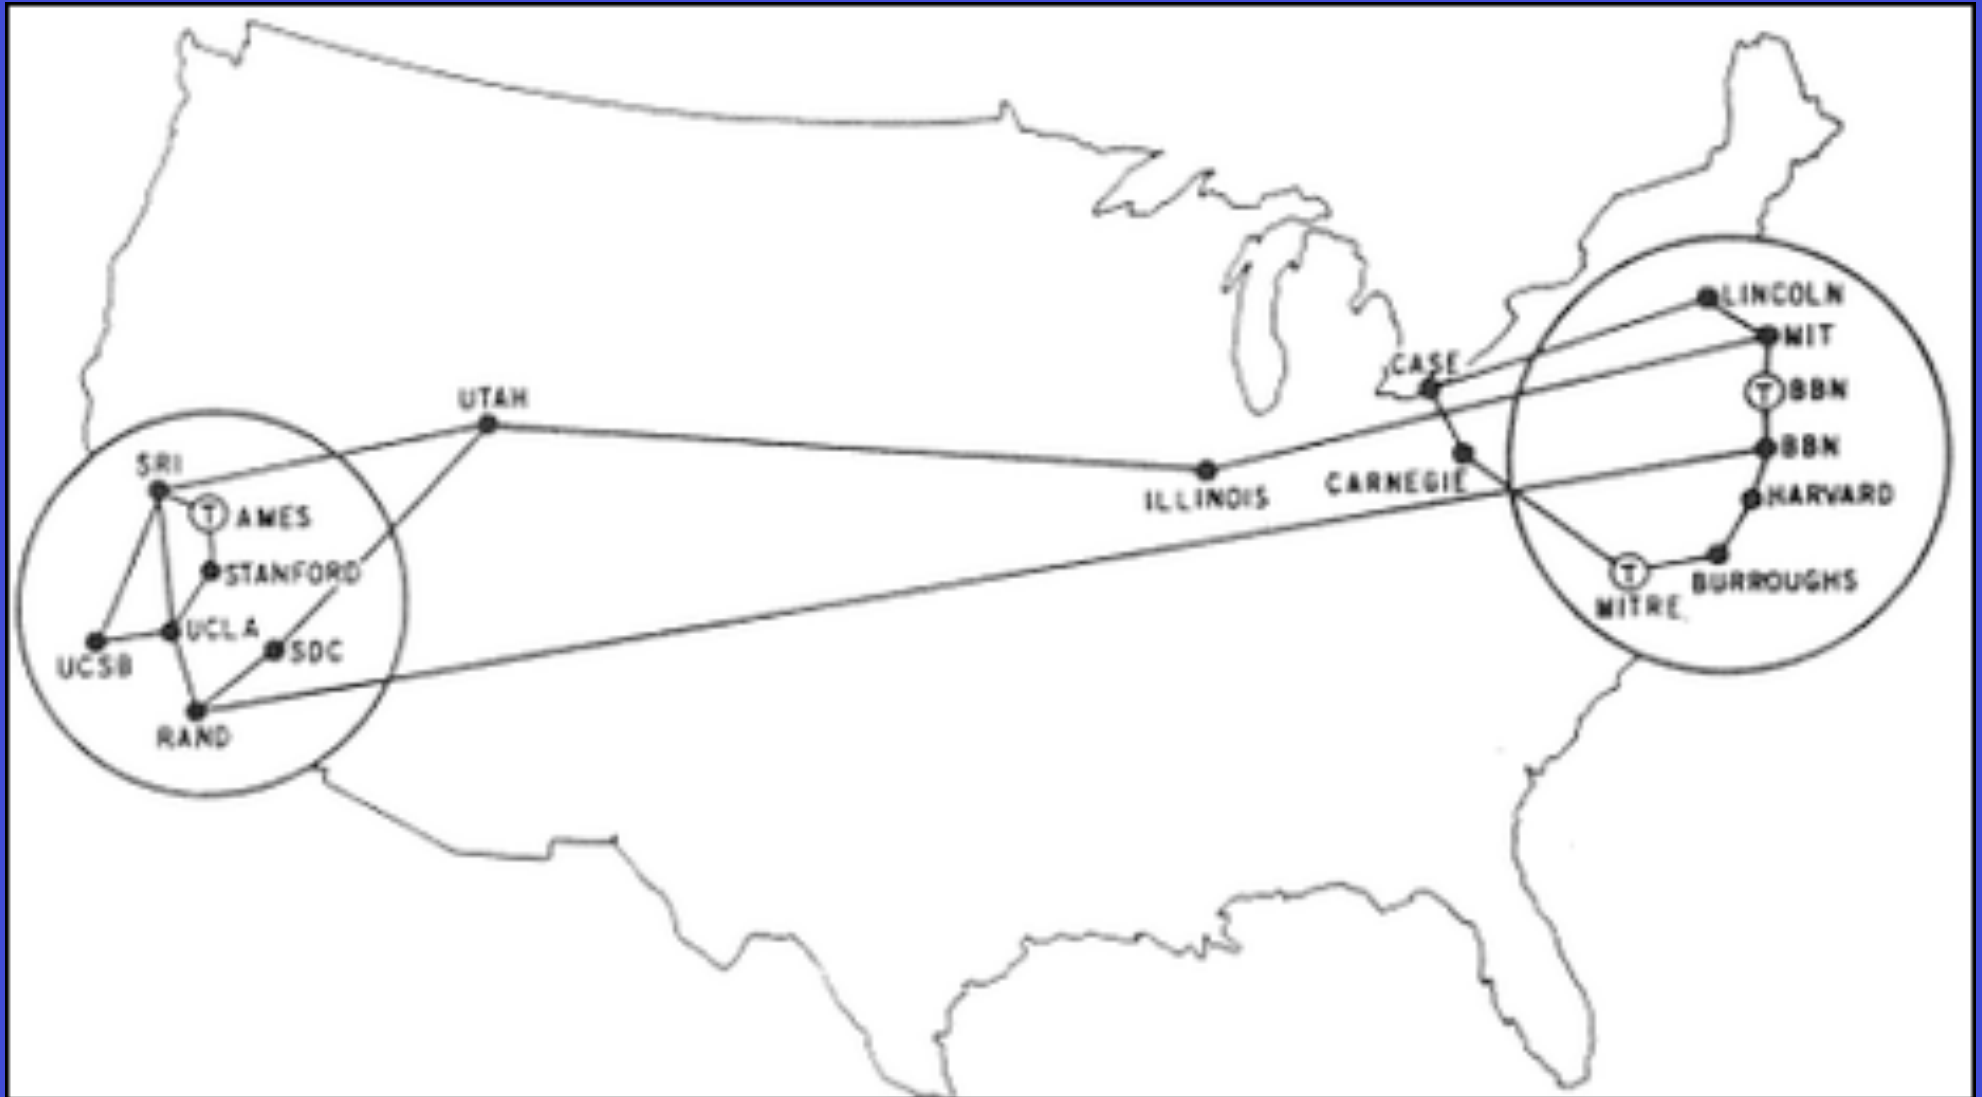 LINCOLN
MIT
CASE
T BBN
UTAH
BBN
SRI
ILLINOIS
CARNEGIE
HARVARD
T AMES
STANFORD
T
BURROUGHS
MITRE
UCLA
SDC
UCSB
RAND